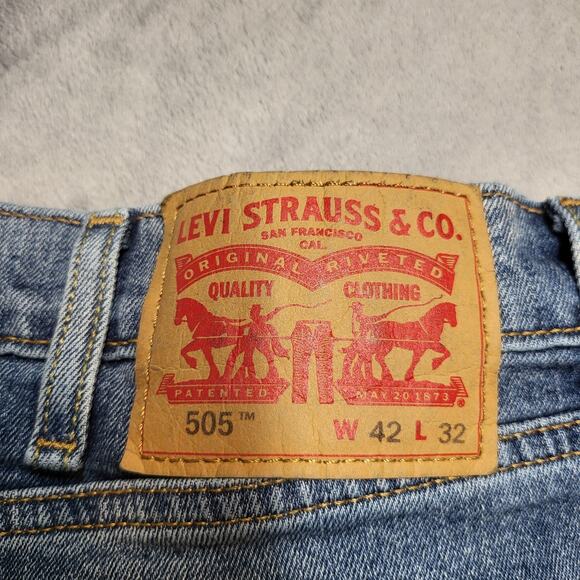 LEVI STRAUSS & CO.
SAN FRANCISCO
CAL.
ORIGINAL RIVETED
QUALITY CLOTHING
PATENTED MAY 20 1873 ®
505™ W 42 L 32